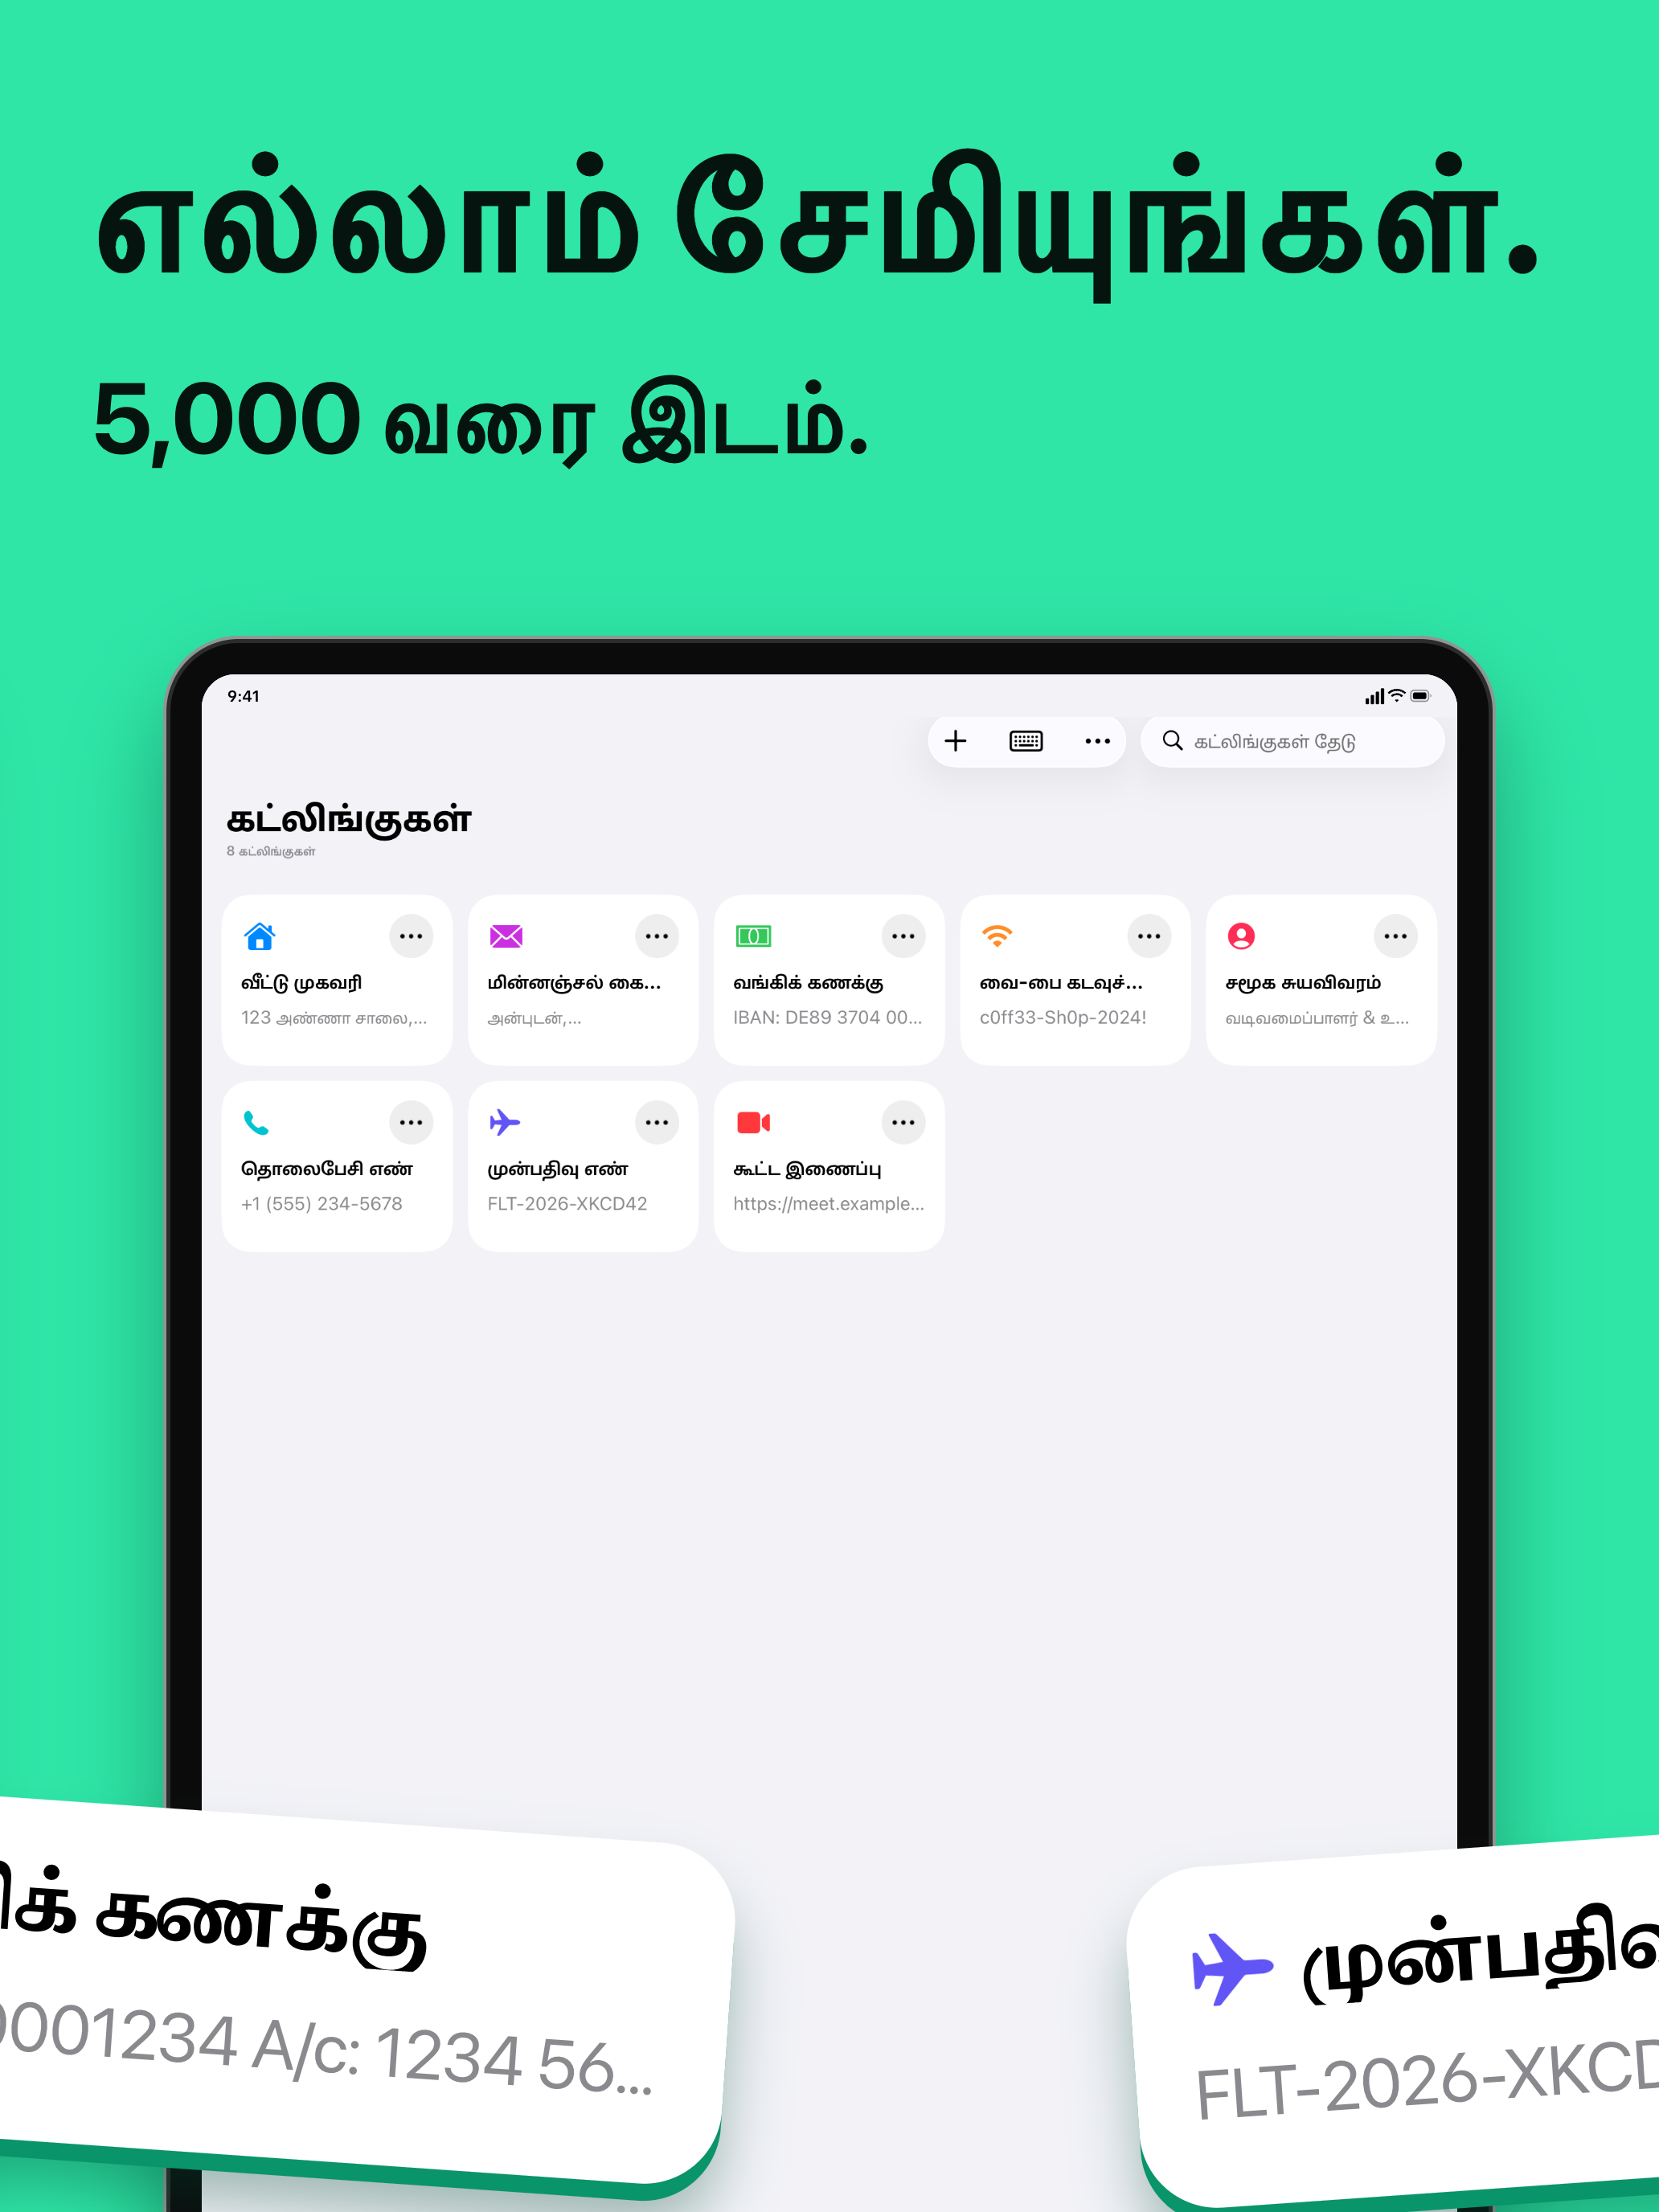 எல்லாம் சேமியுங்கள்.
5,000 வரை இடம்.
9:41
கட்லிங்குகள் தேடு
கட்லிங்குகள்
8 கட்லிங்குகள்
வீட்டு முகவரி
123 அண்ணா சாலை,...
மின்னஞ்சல் கை...
அன்புடன்,...
வங்கிக் கணக்கு
IBAN: DE89 3704 00...
வை-பை கடவுச்...
c0ff33-Sh0p-2024!
சமூக சுயவிவரம்
வடிவமைப்பாளர் & உ...
தொலைபேசி எண்
+1 (555) 234-5678
முன்பதிவு எண்
FLT-2026-XKCD42
கூட்ட இணைப்பு
https://meet.example...
கணக்கு
0001234 A/c: 1234 56...
முன்பதிவ
FLT-2026-XKCD